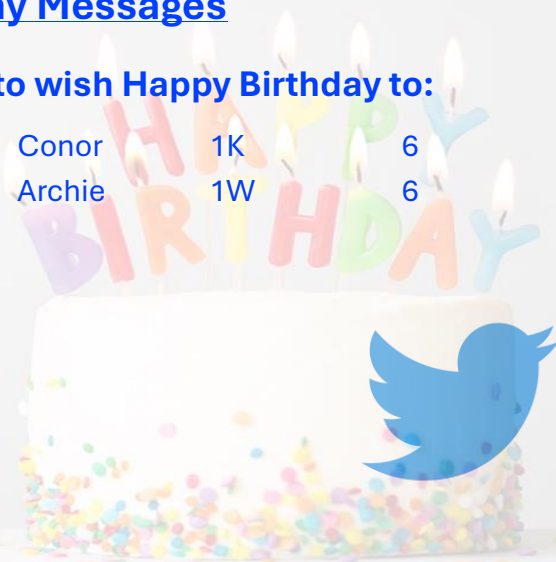 ay Messages
to wish Happy Birthday to:
Conor 1K 6
Archie 1W 6
HAPPY
BIRTHDAY